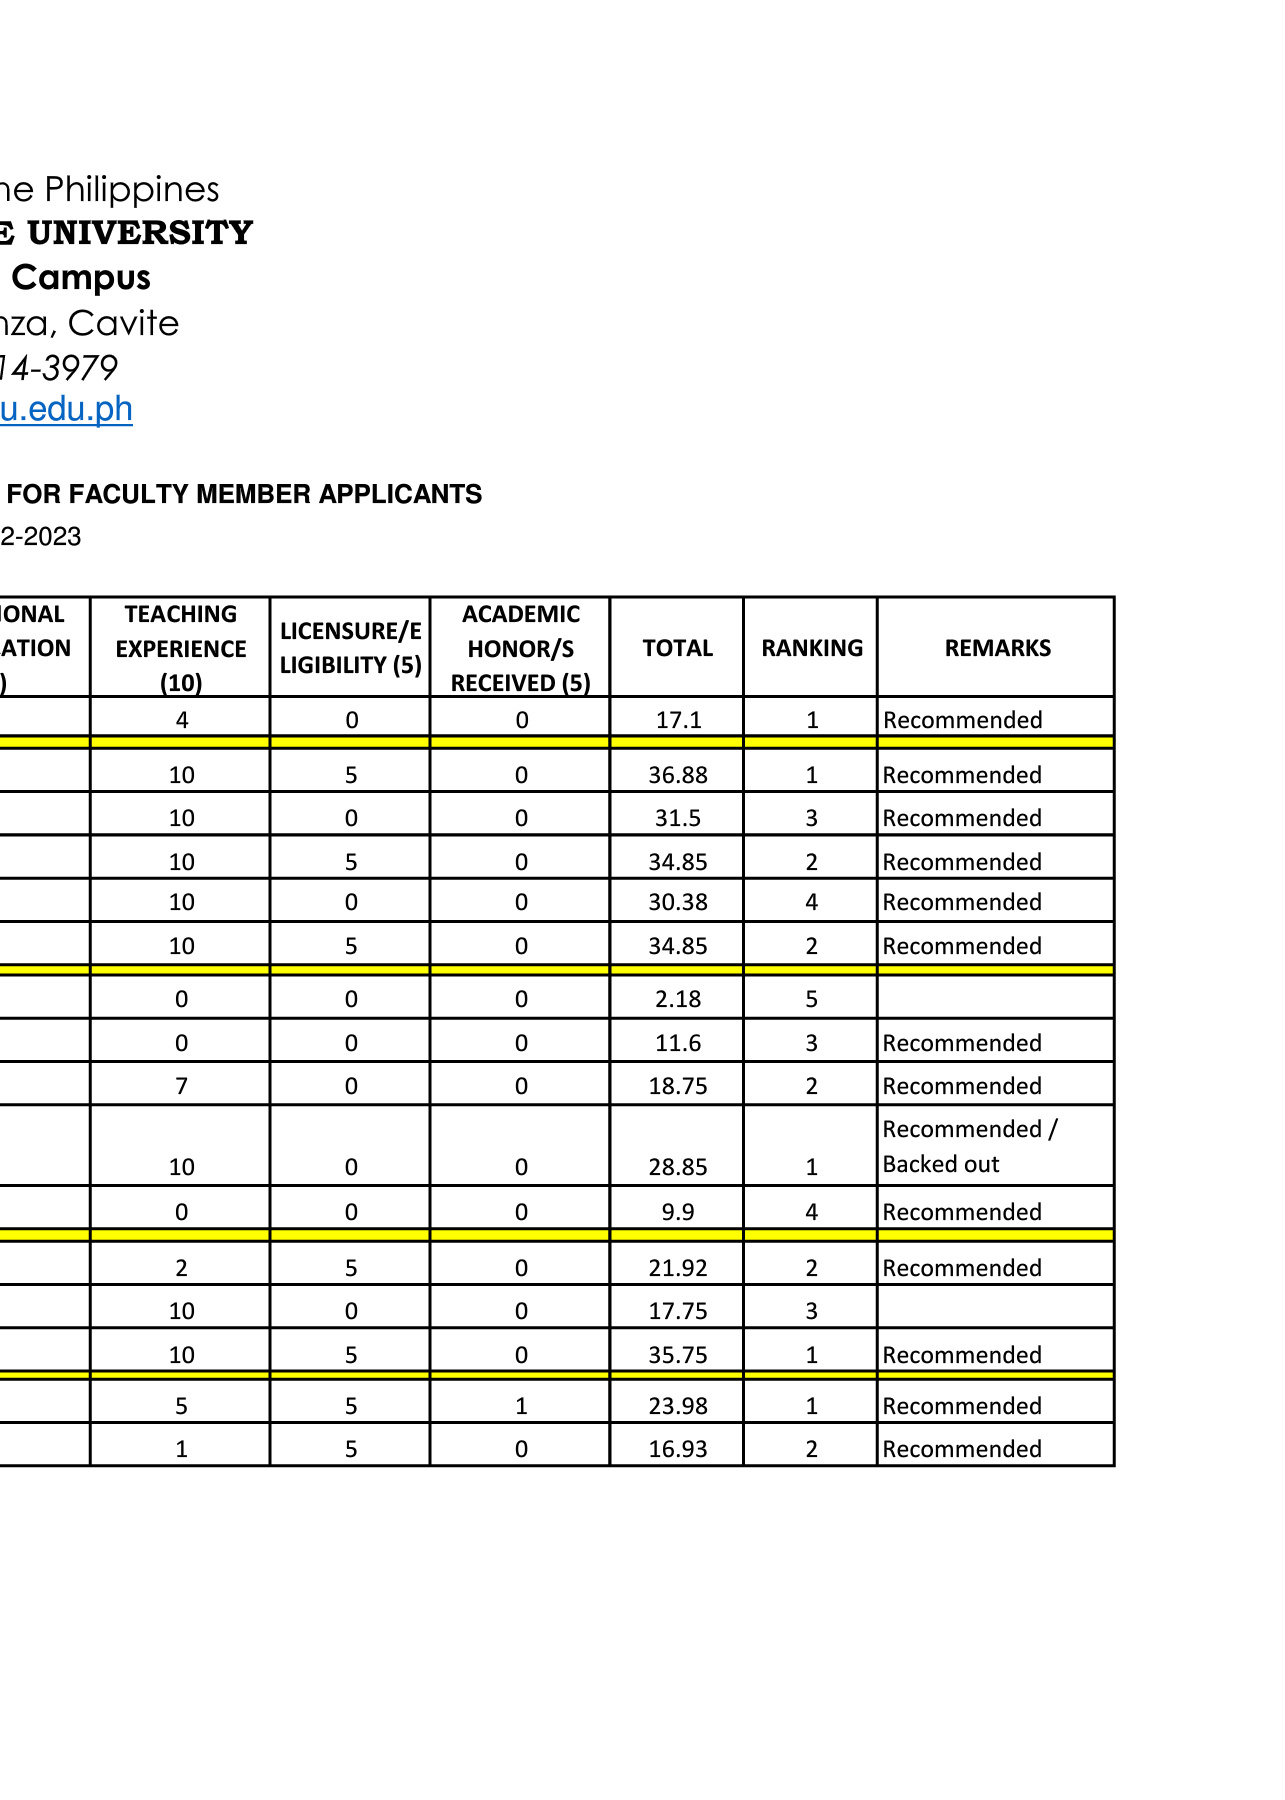 ne Philippines
E UNIVERSITY
Campus
nza, Cavite
14-3979
u.edu.ph
FOR FACULTY MEMBER APPLICANTS
2-2023
IONAL ATION ) TEACHING EXPERIENCE (10) LICENSURE/E LIGIBILITY (5) ACADEMIC HONOR/S RECEIVED (5) TOTAL RANKING REMARKS
4 0 0 17.1 1 Recommended
10 5 0 36.88 1 Recommended
10 0 0 31.5 3 Recommended
10 5 0 34.85 2 Recommended
10 0 0 30.38 4 Recommended
10 5 0 34.85 2 Recommended
0 0 0 2.18 5
0 0 0 11.6 3 Recommended
7 0 0 18.75 2 Recommended
10 0 0 28.85 1 Recommended / Backed out
0 0 0 9.9 4 Recommended
2 5 0 21.92 2 Recommended
10 0 0 17.75 3
10 5 0 35.75 1 Recommended
5 5 1 23.98 1 Recommended
1 5 0 16.93 2 Recommended